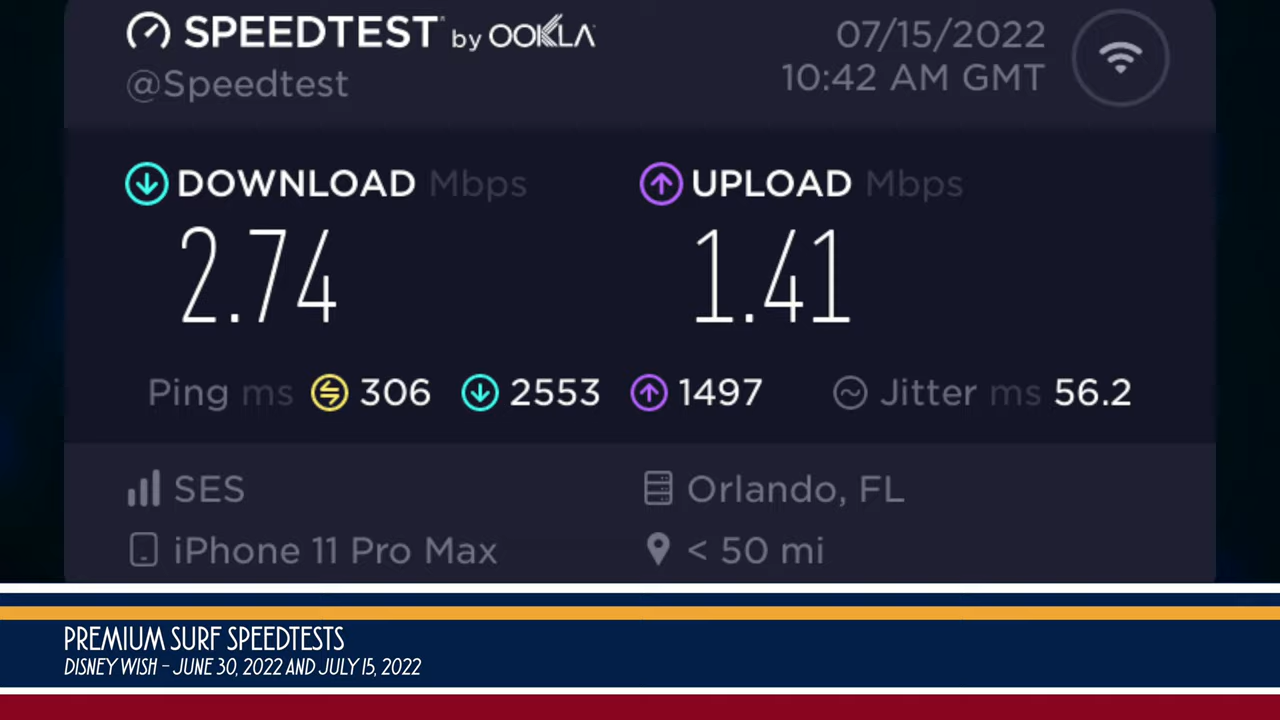 SPEEDTEST by OOKLA
07/15/2022
@Speedtest
10:42 AM GMT
DOWNLOAD Mbps
UPLOAD Mbps
2.74
1.41
Ping ms 306 2553 1497 Jitter ms 56.2
SES
Orlando, FL
iPhone 11 Pro Max
< 50 mi
PREMIUM SURF SPEEDTESTS
DISNEY WISH – JUNE 30, 2022 AND JULY 15, 2022